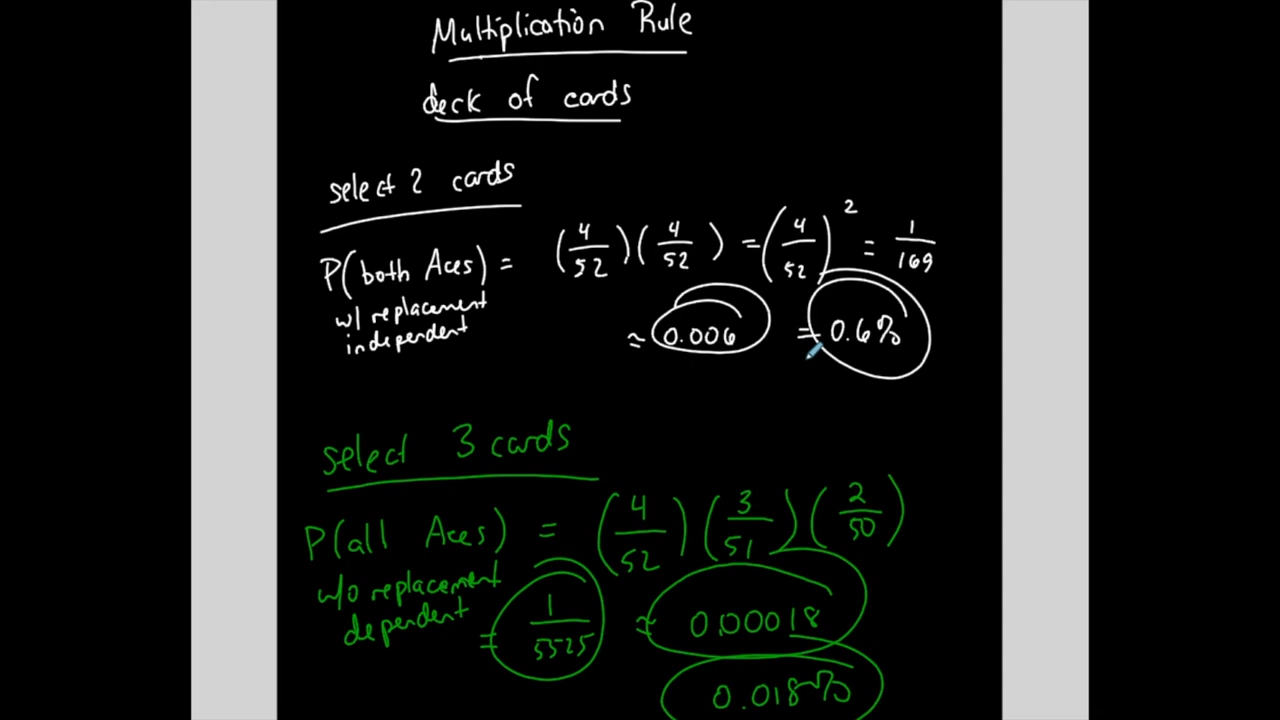 Multiplication Rule
deck of cards
select 2 cards
P(both Aces) = (4/52)(4/52) = (4/52)² = 1/169
w/ replacement
independent
≈ 0.006 = 0.6%
select 3 cards
P(all Aces) = (4/52)(3/51)(2/50)
w/o replacement
dependent
= 1/5525 ≈ 0.00018
0.018%